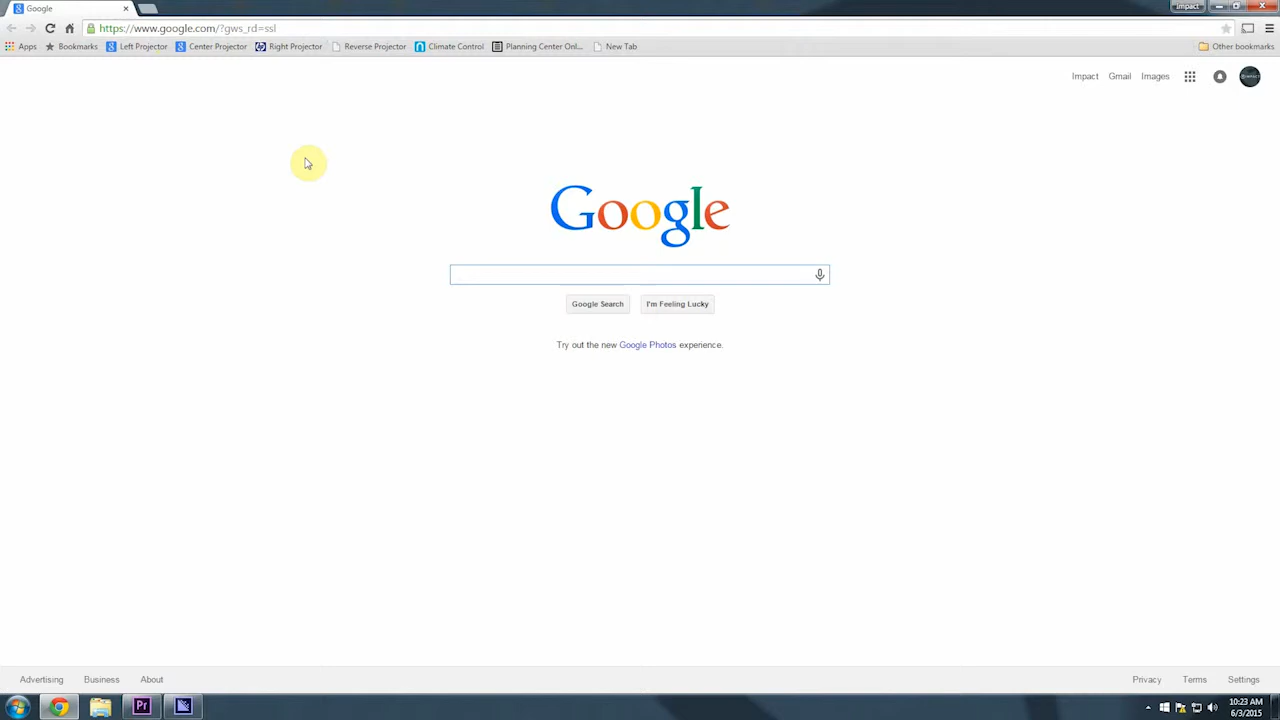 Google
Impact
https://www.google.com/?gws_rd=ssl
Apps Bookmarks Left Projector Center Projector Right Projector Reverse Projector Climate Control Planning Center Onl... New Tab Other bookmarks
Impact Gmail Images
IMPACT
Google
Google Search I'm Feeling Lucky
Try out the new Google Photos experience.
Advertising Business About Privacy Terms Settings
Pr
10:23 AM
6/3/2015